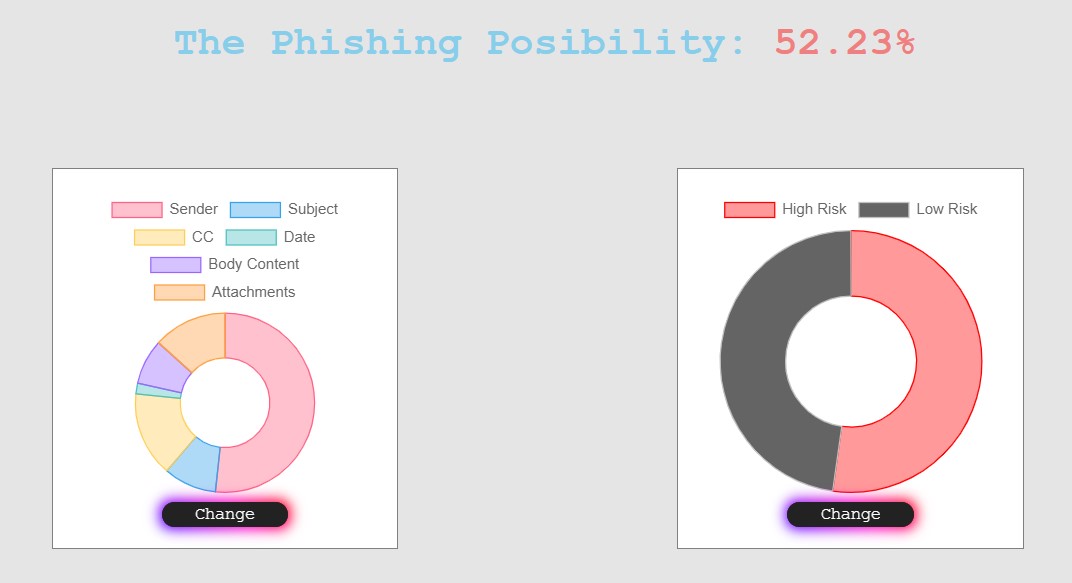 The Phishing Posibility: 52.23%
Sender Subject
CC Date
Body Content
Attachments
Change
High Risk Low Risk
Change